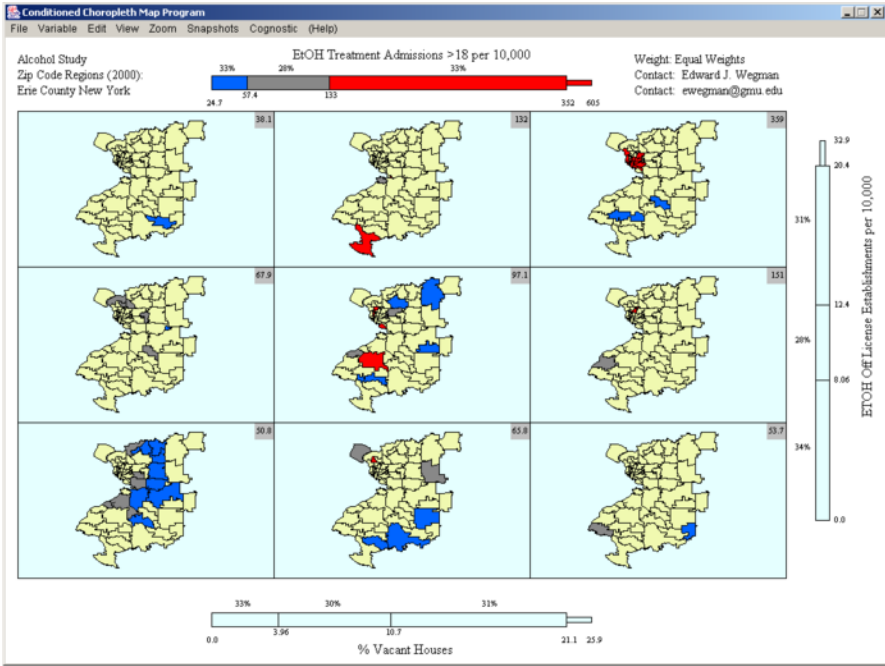 Conditioned Choropleth Map Program
File Variable Edit View Zoom Snapshots Cognostic (Help)
Alcohol Study
Zip Code Regions (2000):
Erie County New York
EtOH Treatment Admissions >18 per 10,000
33% 28% 33%
24.7 57.4 133 352 605
Weight: Equal Weights
Contact: Edward J. Wegman
Contact: ewegman@gmu.edu
38.1 132 359
67.9 97.1 151
50.8 65.8 53.7
32.9
20.4
31%
12.4
28%
8.06
34%
0.0
ETOH Off License Establishments per 10,000
33% 30% 31%
0.0 3.96 10.7 21.1 25.9
% Vacant Houses